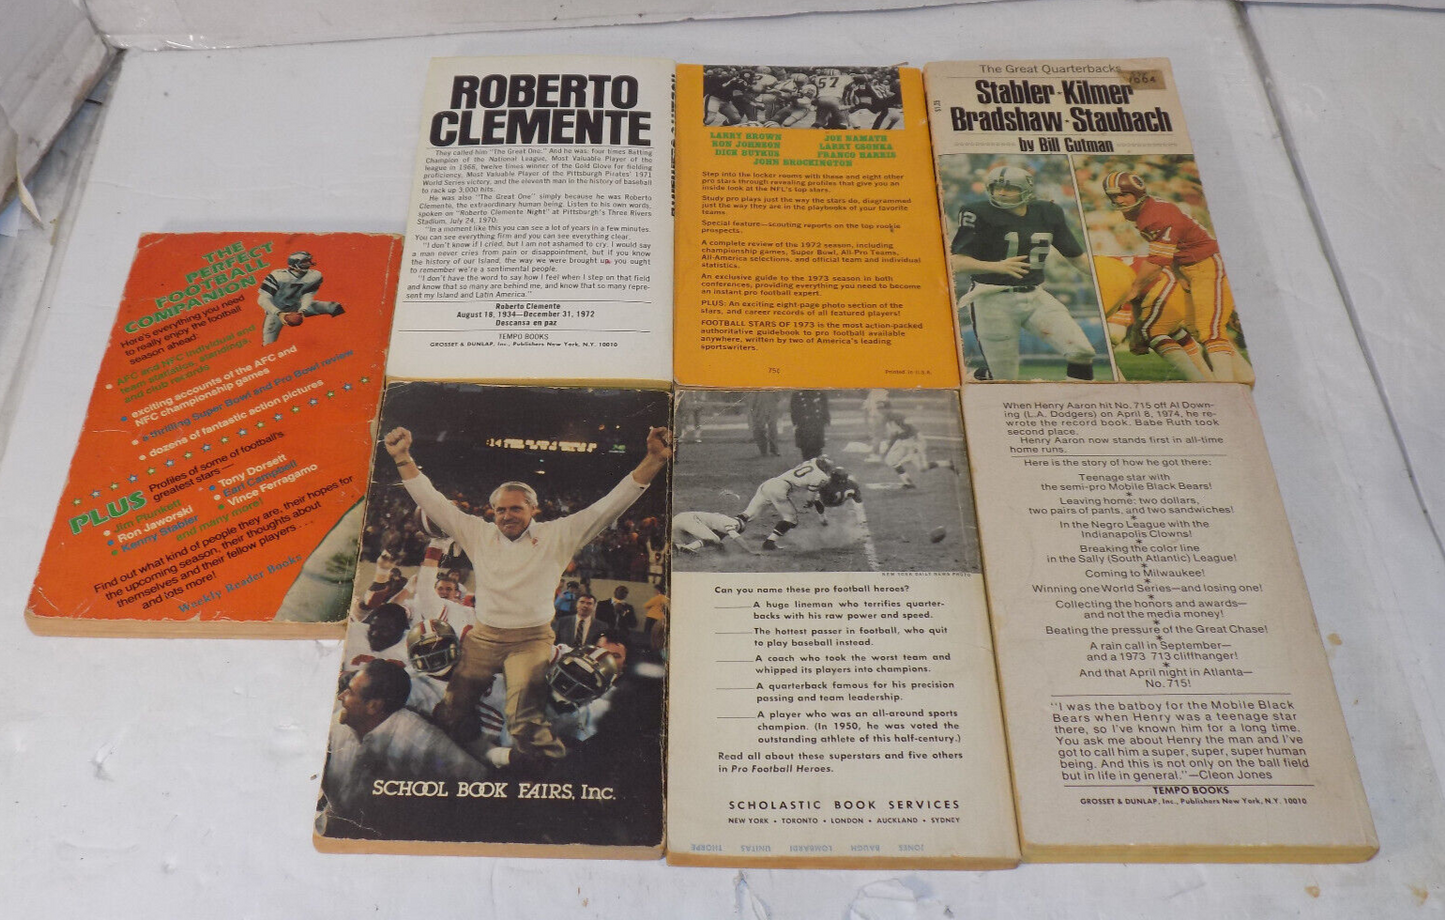 ROBERTO
CLEMENTE
They called him "The Great One." And he was: four times Batting
Champion of the National League, Most Valuable Player of the
league in 1966, twelve times winner of the Gold Glove for fielding
proficiency, Most Valuable Player of the Pittsburgh Pirates' 1971
World Series victory, and the eleventh man in the history of baseball
to rack up 3,000 hits.
He was also "The Great One" simply because he was Roberto
Clemente, the extraordinary human being. Listen to his own words,
spoken on "Roberto Clemente Night" at Pittsburgh's Three Rivers
Stadium, July 24, 1970.
"In a moment like this you can see a lot of years in a few minutes.
You can see everything firm and you can see everything clear.
"I don't know if I cried, but I am not ashamed to cry. I would say
a man never cries from pain or disappointment, but if you know
the history of our Island, the way we were brought up, you ought
to remember we're a sentimental people.
"I don't have the word to say how I feel when I step on that field
and know that so many are behind me, and know that so many repre-
sent my Island and Latin America."
Roberto Clemente
August 18, 1934—December 31, 1972
Descansa en paz
TEMPO BOOKS
GROSSET & DUNLAP, Inc., Publishers New York, N.Y. 10010
57
LARRY BROWN
RON JOHNSON
DICK BUTKUS
JOE NAMATH
LARRY CSONKA
FRANCO HARRIS
JOHN BROCKINGTON
Step into the locker rooms with these and eight other
pro stars through revealing profiles that give you an
inside look at the NFL's top stars.
Study pro plays just the way the stars do, diagrammed
just the way they are in the playbooks of your favorite
teams.
Special feature—scouting reports on the top rookie
prospects.
A complete review of the 1972 season, including
championship games, Super Bowl, All-Pro Teams,
All-America selections, and official team and individual
statistics.
An exclusive guide to the 1973 season in both
conferences, providing everything you need to become
an instant pro football expert.
PLUS: An exciting eight-page photo section of the
stars, and career records of all featured players!
FOOTBALL STARS OF 1973 is the most action-packed
authoritative guidebook to pro football available
anywhere, written by two of America's leading
sportswriters.
75¢
Printed in U.S.A.
The Great Quarterbacks
$1.25
Stabler·Kilmer
Bradshaw·Staubach
by Bill Gutman
12
12
THE
PERFECT
FOOTBALL
COMPANION
Here's everything you need
to really enjoy the football
season ahead!
AFC and NFC individual and
team statistics, standings,
and club records
exciting accounts of the AFC and
NFC championship games
a thrilling Super Bowl and Pro Bowl review
dozens of fantastic action pictures
PLUS
Profiles of some of football's
greatest stars—
Tony Dorsett
Jim Plunkett
Earl Campbell
Ron Jaworski
Vince Ferragamo
Kenny Stabler
and many more!
Find out what kind of people they are, their hopes for
the upcoming season, their thoughts about
themselves and their fellow players . . .
and lots more!
Weekly Reader Books
SCHOOL BOOK FAIRS, Inc.
NEW YORK DAILY NEWS PHOTO
Can you name these pro football heroes?
A huge lineman who terrifies quarter-
backs with his raw power and speed.
The hottest passer in football, who quit
to play baseball instead.
A coach who took the worst team and
whipped its players into champions.
A quarterback famous for his precision
passing and team leadership.
A player who was an all-around sports
champion. (In 1950, he was voted the
outstanding athlete of this half-century.)
Read all about these superstars and five others
in Pro Football Heroes.
SCHOLASTIC BOOK SERVICES
NEW YORK • TORONTO • LONDON • AUCKLAND • SYDNEY
JONES BAUGH LOMBARDI UNITAS THORPE
When Henry Aaron hit No. 715 off Al Down-
ing (L.A. Dodgers) on April 8, 1974, he re-
wrote the record book. Babe Ruth took
second place.
Henry Aaron now stands first in all-time
home runs.
Here is the story of how he got there:
Teenage star with
the semi-pro Mobile Black Bears!
*
Leaving home: two dollars,
two pairs of pants, and two sandwiches!
*
In the Negro League with the
Indianapolis Clowns!
*
Breaking the color line
in the Sally (South Atlantic) League!
*
Coming to Milwaukee!
*
Winning one World Series—and losing one!
*
Collecting the honors and awards—
and not the media money!
*
Beating the pressure of the Great Chase!
*
A rain call in September—
and a 1973 713 cliffhanger!
*
And that April night in Atlanta—
No. 715!
"I was the batboy for the Mobile Black
Bears when Henry was a teenage star
there, so I've known him for a long time.
You ask me about Henry the man and I've
got to call him a super, super, super human
being. And this is not only on the ball field
but in life in general."—Cleon Jones
TEMPO BOOKS
GROSSET & DUNLAP, Inc., Publishers New York, N.Y. 10010